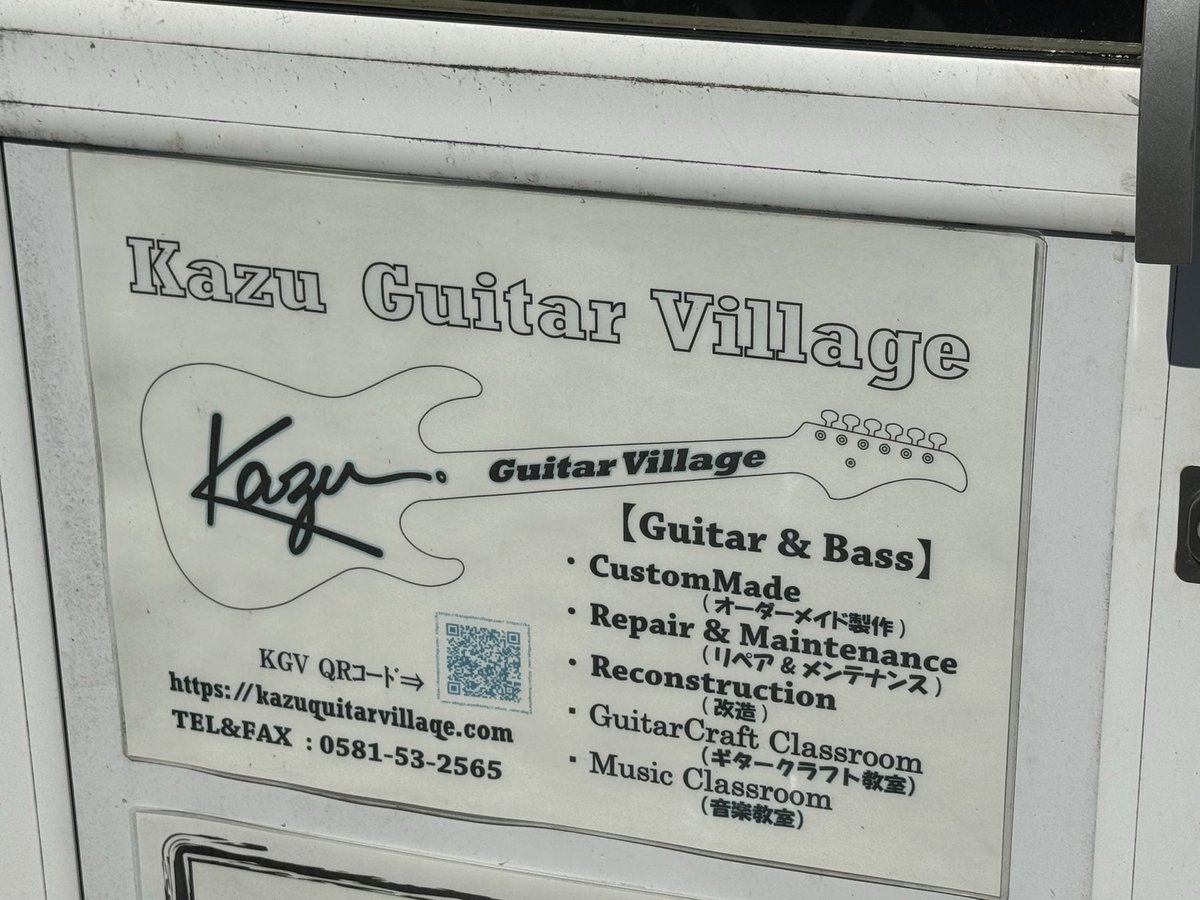 Kazu Guitar Village
Kazu.
Guitar Village
【Guitar & Bass】
・CustomMade
(オーダーメイド製作)
・Repair & Maintenance
(リペア&メンテナンス)
・Reconstruction
(改造)
・GuitarCraft Classroom
(ギタークラフト教室)
・Music Classroom
(音楽教室)
KGV QRコード⇒
https://kazuguitarvillage.com
TEL&FAX :0581-53-2565